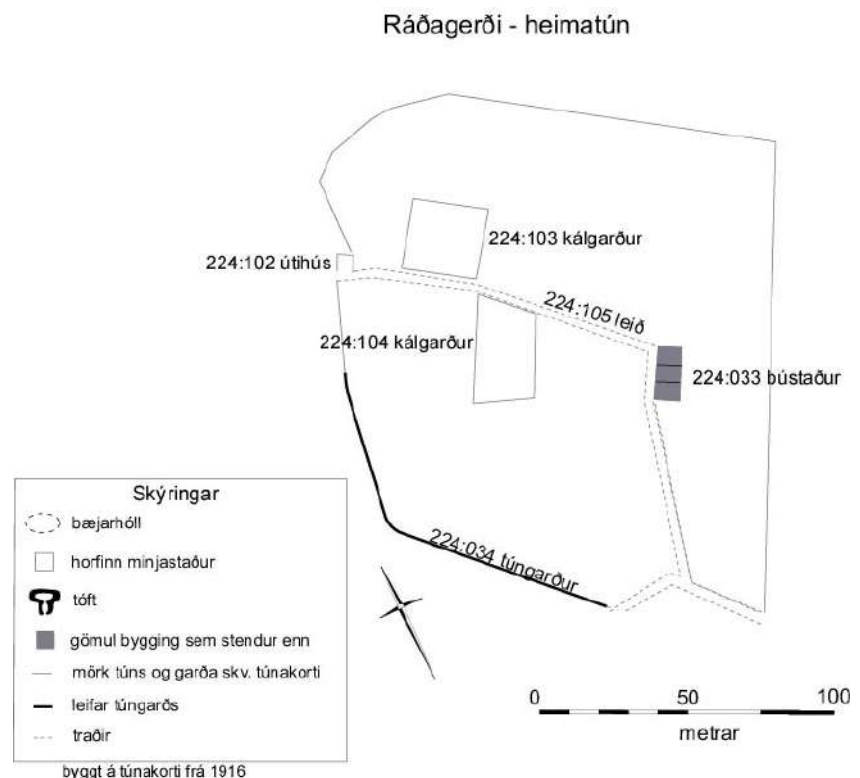 Ráðagerði - heimatún
224:103 kálgarður
224:102 útihús
224:105 leið
224:104 kálgarður
224:033 bústaður
224:034 túngarður
Skýringar
bæjarhóll
horfinn minjastaður
tóft
gömul bygging sem stendur enn
mörk túns og garða skv. túnakorti
leifar túngarðs
traðir
byggt á túnakorti frá 1916
0 50 100
metrar